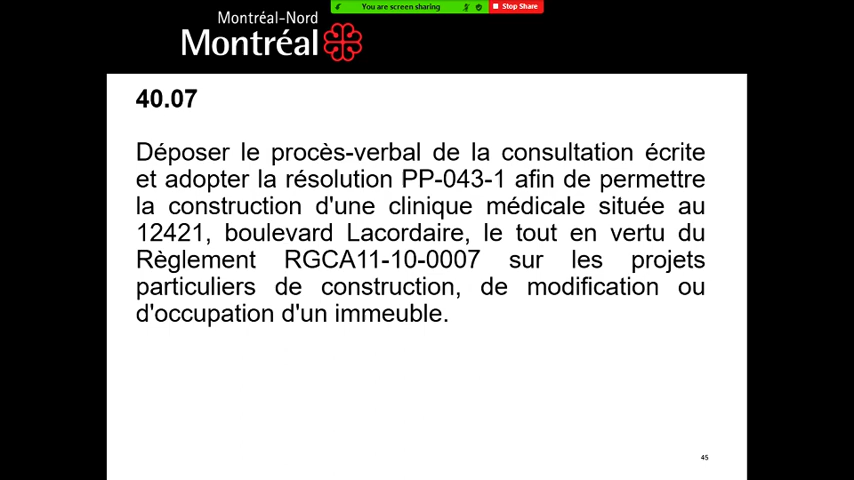 Montréal-Nord
You are screen sharing
Stop Share
Montréal
40.07
Déposer le procès-verbal de la consultation écrite
et adopter la résolution PP-043-1 afin de permettre
la construction d'une clinique médicale située au
12421, boulevard Lacordaire, le tout en vertu du
Règlement RGCA11-10-0007 sur les projets
particuliers de construction, de modification ou
d'occupation d'un immeuble.
45